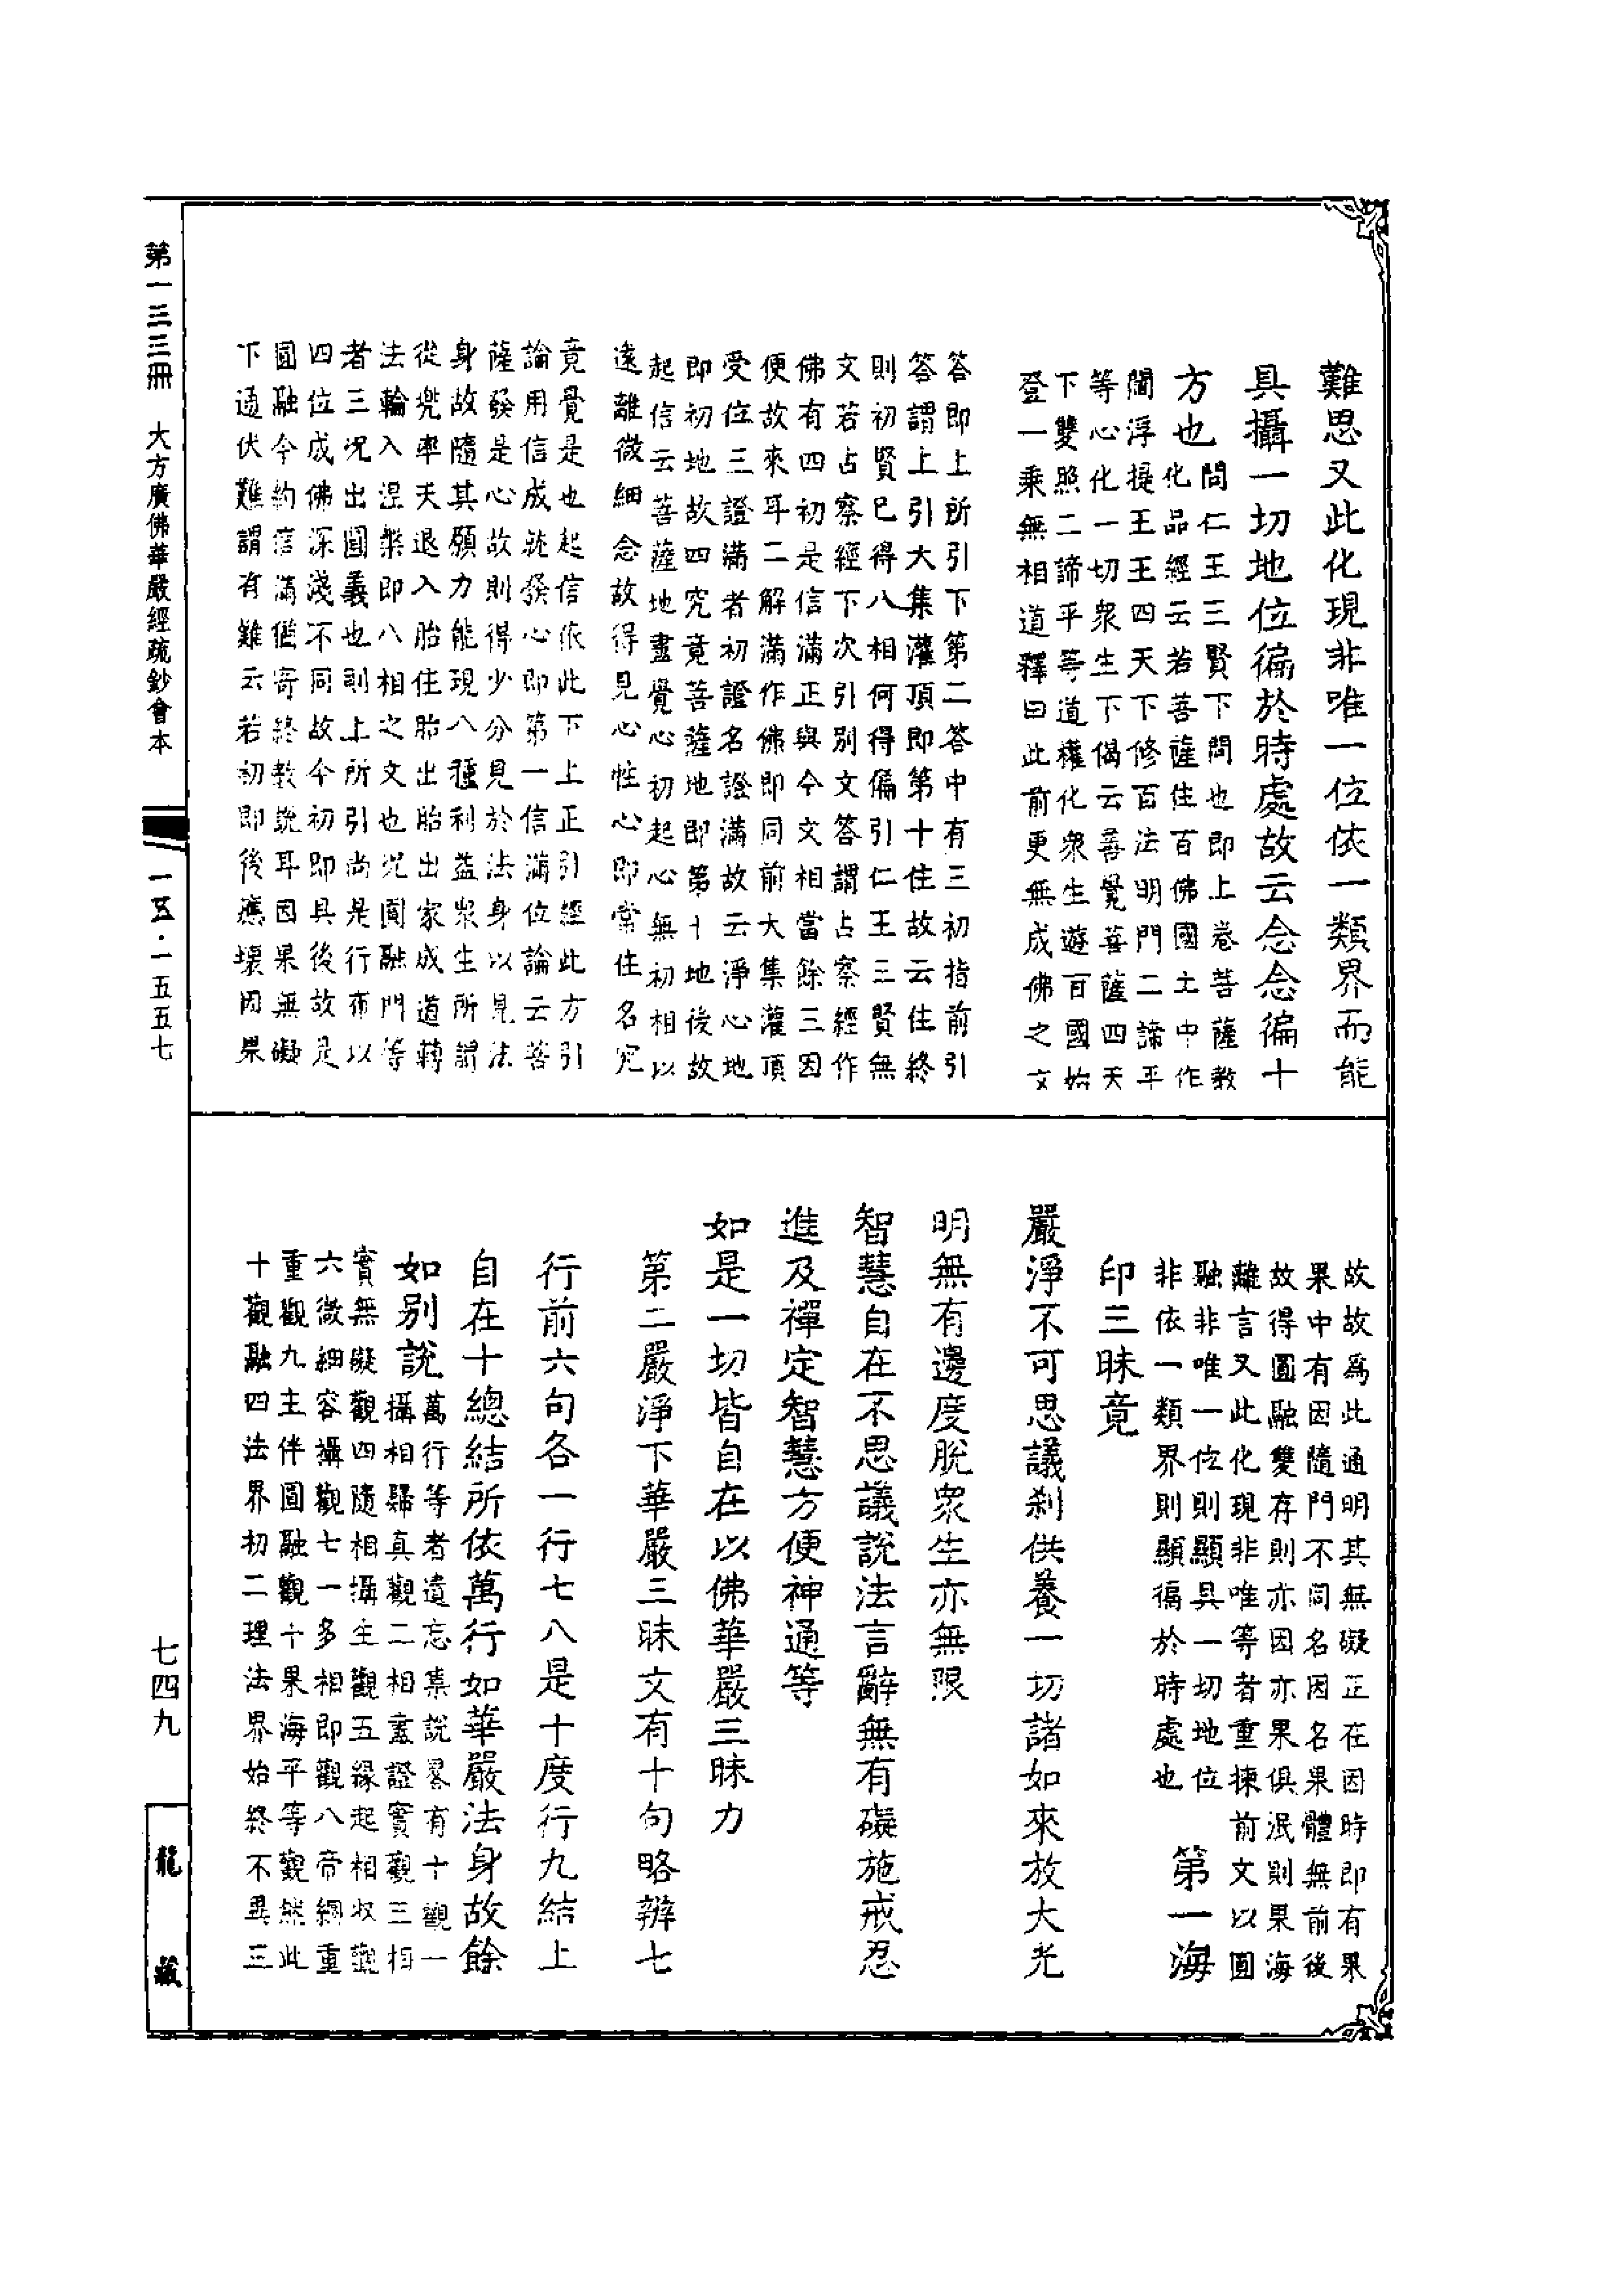 難思又此化現非唯一位依一類界而能
具攝一切地位徧於時處故云念念徧十
方也
問仁王三賢下問也即上卷菩薩教
化品經云若菩薩住百佛國土中作
閻浮提王王四天下修百法明門二諦平
等心化一切衆生下偈云善覺菩薩四天
下雙照二諦平等道權化衆生遊百國始
登一乘無相道釋曰此前更無成佛之文
答即上所引下第二答中有三初指前引
答謂上引大集灌頂即第十住故云住終
則初賢已得八相何得偏引仁王三賢無
文若占察經下次引別文答謂占察經作
佛有四初是信滿正與今文相當餘三因
便故來耳二解滿作佛即同前大集灌頂
受位三證滿者初證名證滿故云淨心地
即初地故四究竟菩薩地即第十地後故
起信云菩薩地盡覺心初起心無初相以
遠離微細念故得見心性心即常住名究
竟覺是也起信依此下上正引經此方引
論用信成就發心即第一信滿位論云菩
薩發是心故則得少分見於法身以見法
身故隨其願力能現八種利益衆生所謂
從兜率天退入胎住胎出胎出家成道轉
法輪入涅槃即八相之文也況圓融門等
者三況出圓義也則上所引尚是行布以
四位成佛深淺不同故今初即具後故是
圓融今約信滿僭寄終教說耳因果無礙
下通伏難謂有難云若初即後應壞因果
故故爲此通明其無礙正在因時即有果
果中有因隨門不同名因名果體無前後
故得圓融雙存則亦因亦果俱泯則果海
離言又此化現非唯等者重揀前文以圓
融非唯一位則顯具一切地位
非依一類界則顯徧於時處也
第一海
印三昧竟
嚴淨不可思議刹供養一切諸如來放大光
明無有邊度脫衆生亦無限
智慧自在不思議說法言辭無有礙施戒忍
進及禪定智慧方便神通等
如是一切皆自在以佛華嚴三昧力
第二嚴淨下華嚴三昧文有十句略辨七
行前六句各一行七八是十度行九結上
自在十總結所依萬行如華嚴法身故餘
如別說
萬行等者遺忘集說畧有十觀一
攝相歸真觀二相盡證實觀三相
實無礙觀四隨相攝生觀五緣起相收觀
六微細容攝觀七一多相即觀八帝網重
重觀九主伴圓融觀十果海平等觀然此
十觀融四法界初二理法界始終不異三
第一三三冊 大方廣佛華嚴經疏鈔會本
一五·一五五七
七四九
龍藏